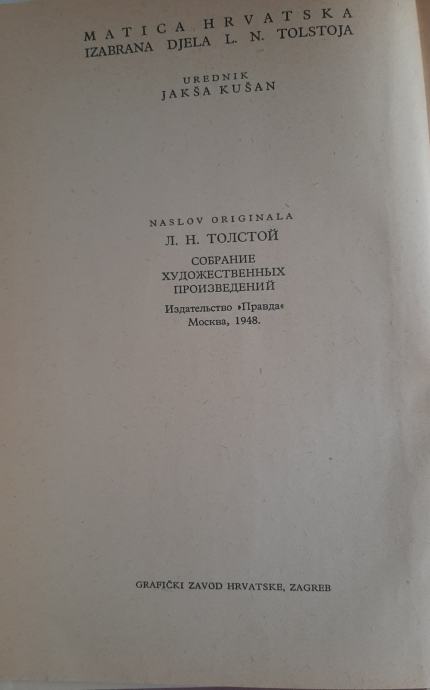 MATICA HRVATSKA
IZABRANA DJELA L. N. TOLSTOJA
UREDNIK
JAKŠA KUŠAN
NASLOV ORIGINALA
Л. Н. ТОЛСТОЙ
СОБРАНИЕ
ХУДОЖЕСТВЕННЫХ
ПРОИЗВЕДЕНИЙ
Издательство »Правда«
Москва, 1948.
GRAFIČKI ZAVOD HRVATSKE, ZAGREB